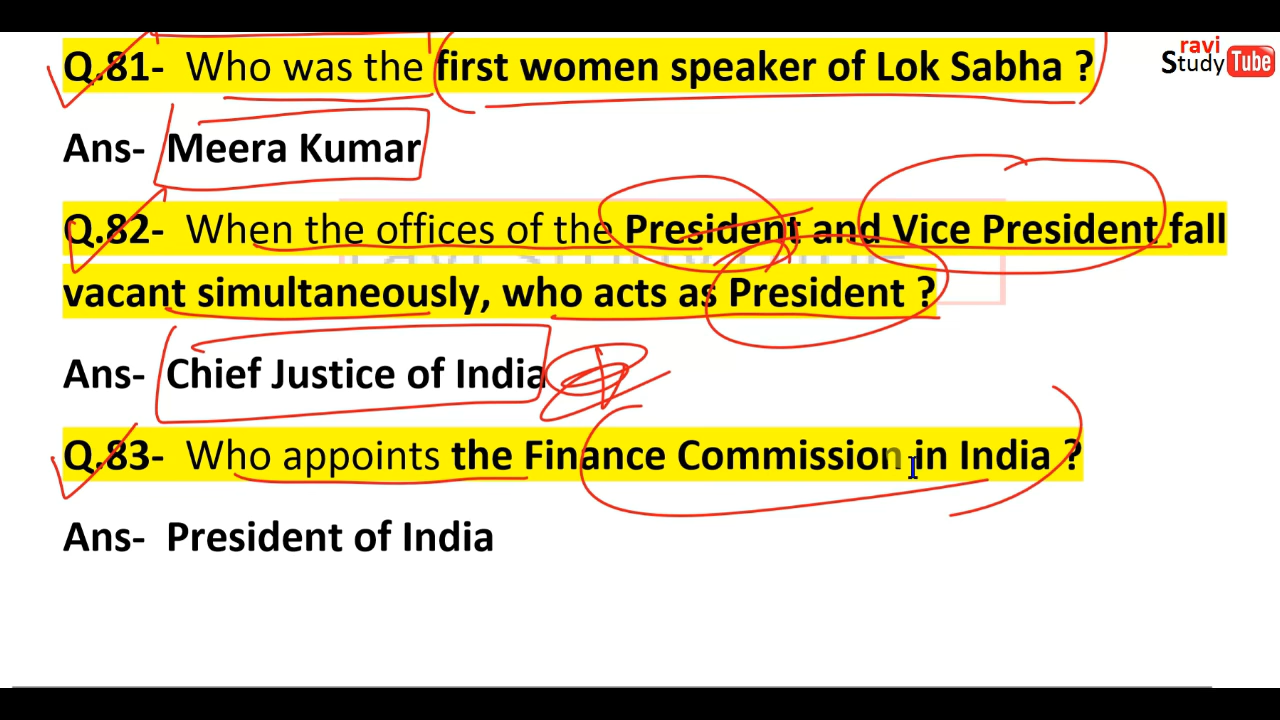 Q.81- Who was the first women speaker of Lok Sabha ?
ravi
Study Tube
Ans- Meera Kumar
Q.82- When the offices of the President and Vice President fall
vacant simultaneously, who acts as President ?
Ans- Chief Justice of India
Q.83- Who appoints the Finance Commission in India ?
Ans- President of India